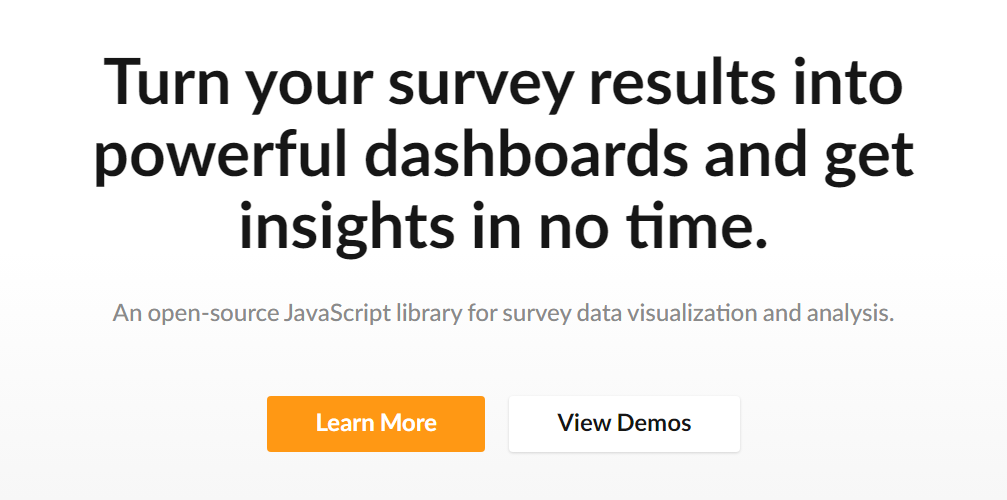 Turn your survey results into
powerful dashboards and get
insights in no time.
An open-source JavaScript library for survey data visualization and analysis.
Learn More
View Demos